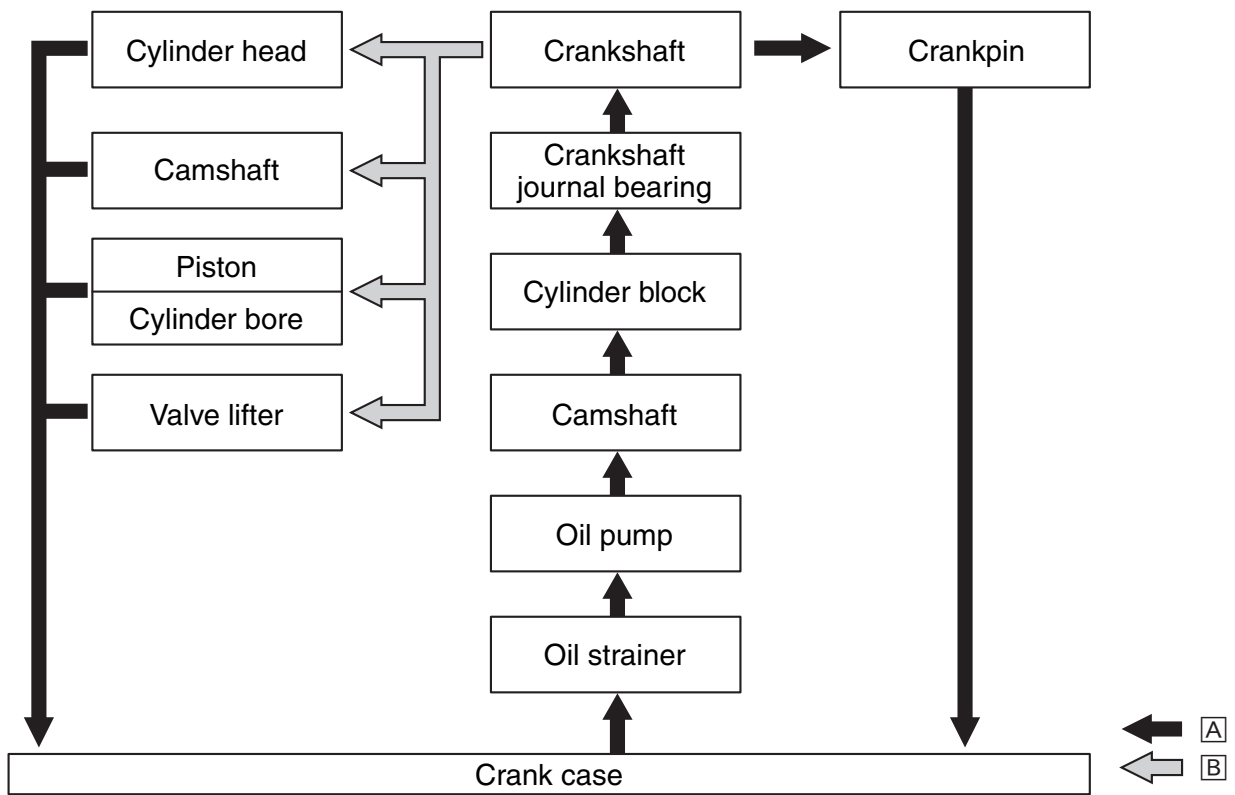 Cylinder head
Crankshaft
Crankpin
Camshaft
Crankshaft
journal bearing
Piston
Cylinder bore
Cylinder block
Valve lifter
Camshaft
Oil pump
Oil strainer
A
B
Crank case